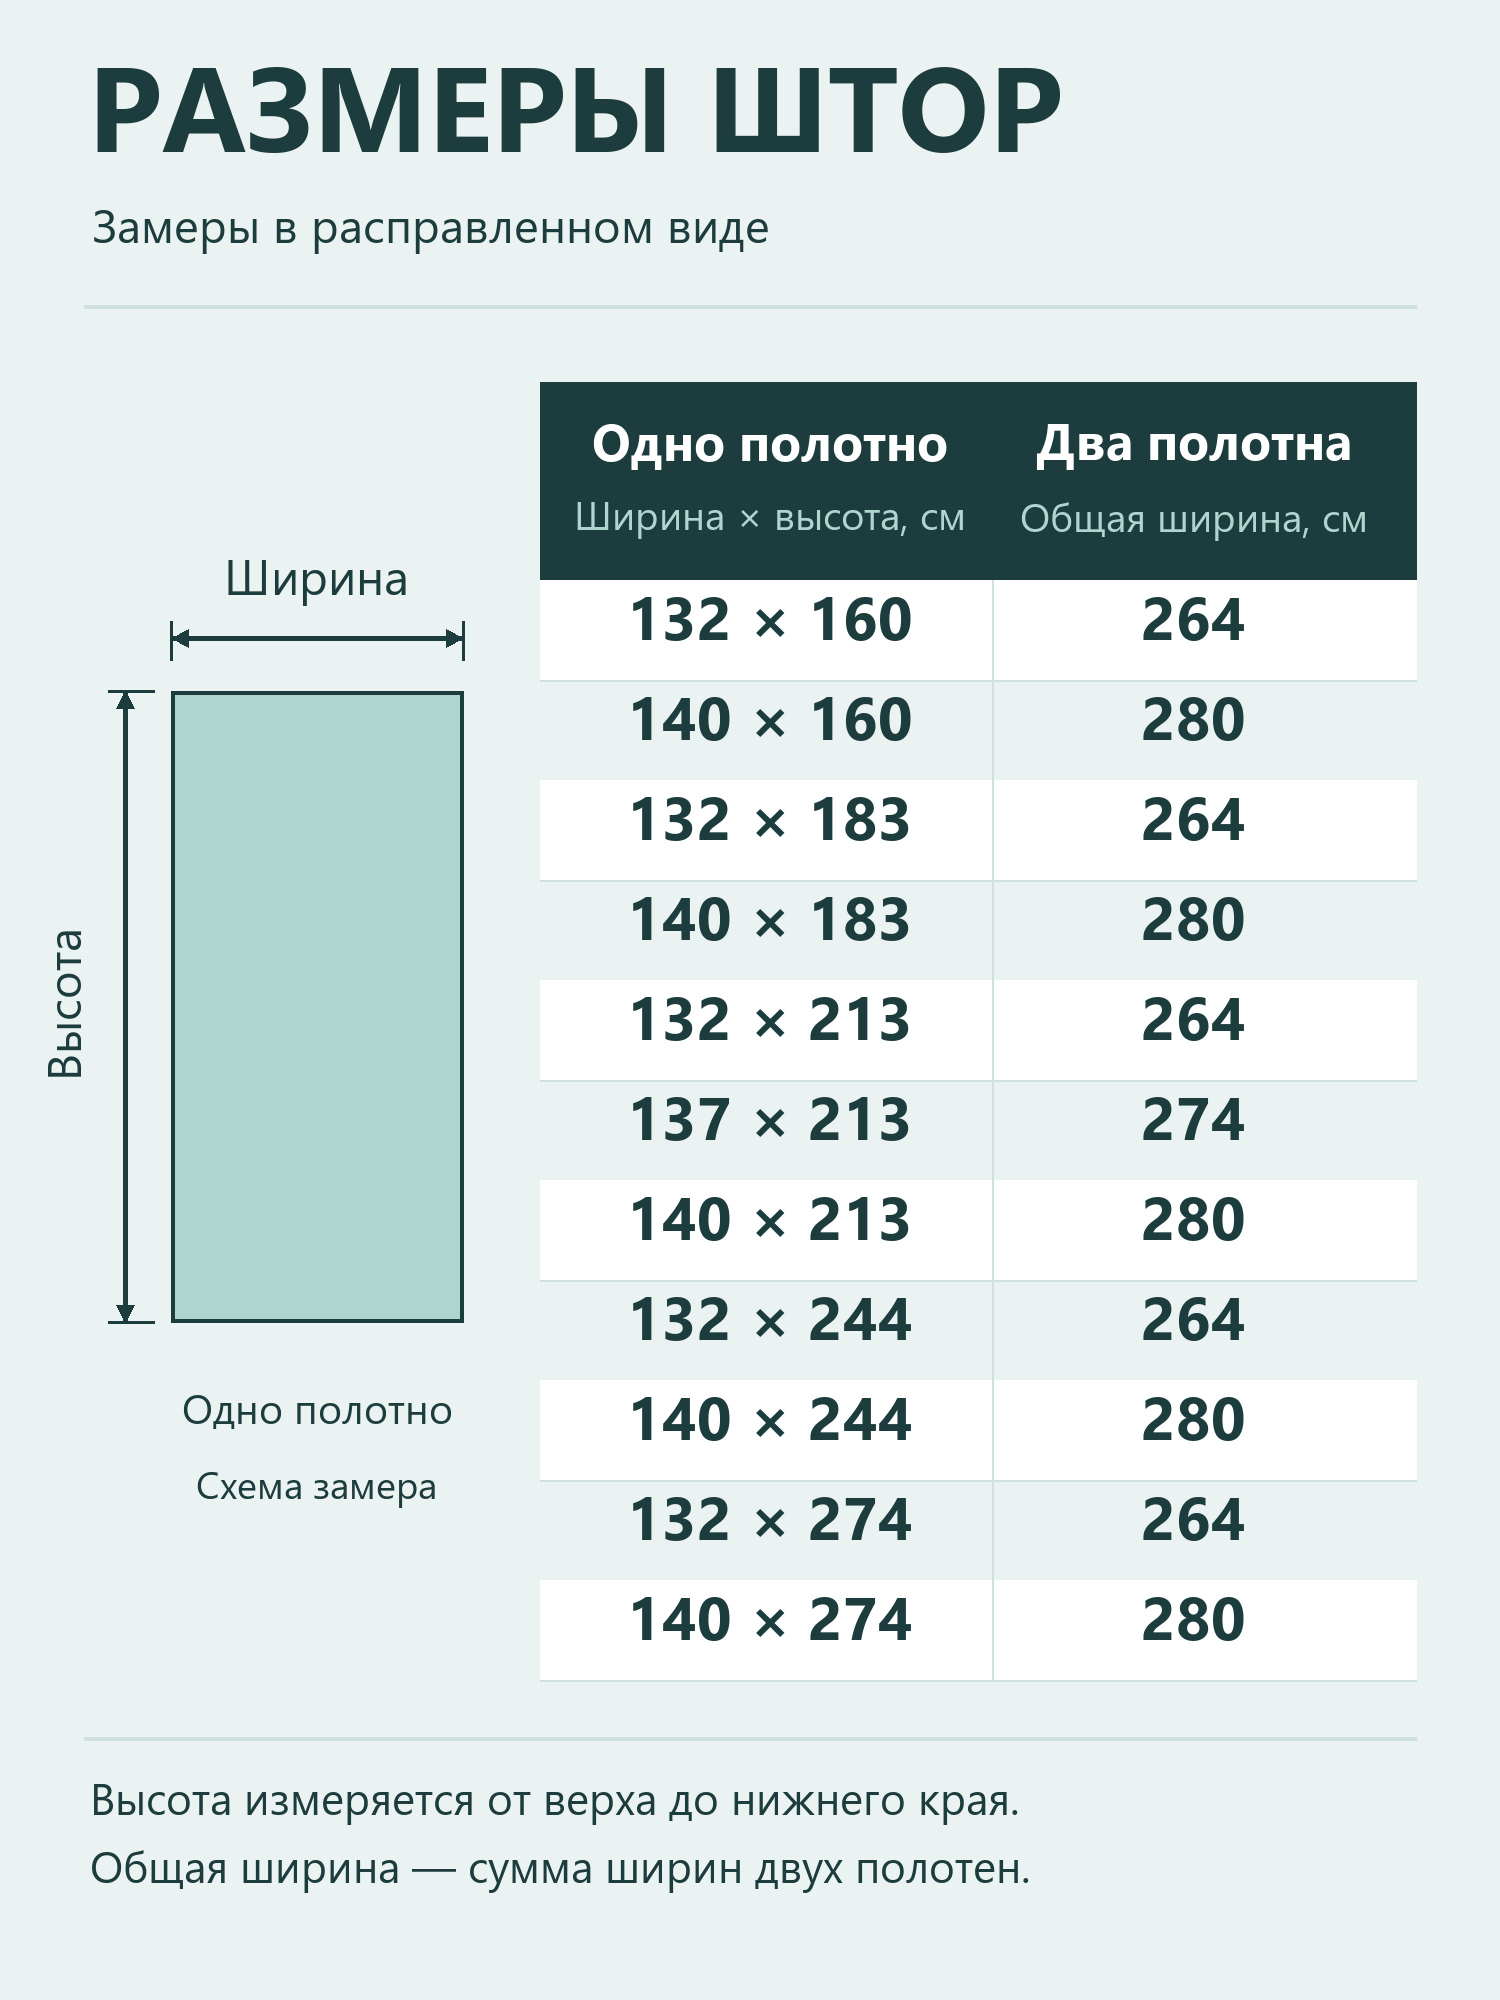 РАЗМЕРЫ ШТОР
Замеры в расправленном виде
Ширина
Высота
Одно полотно
Схема замера
Одно полотно Два полотна
Ширина × высота, см Общая ширина, см
132 × 160 264
140 × 160 280
132 × 183 264
140 × 183 280
132 × 213 264
137 × 213 274
140 × 213 280
132 × 244 264
140 × 244 280
132 × 274 264
140 × 274 280
Высота измеряется от верха до нижнего края.
Общая ширина — сумма ширин двух полотен.